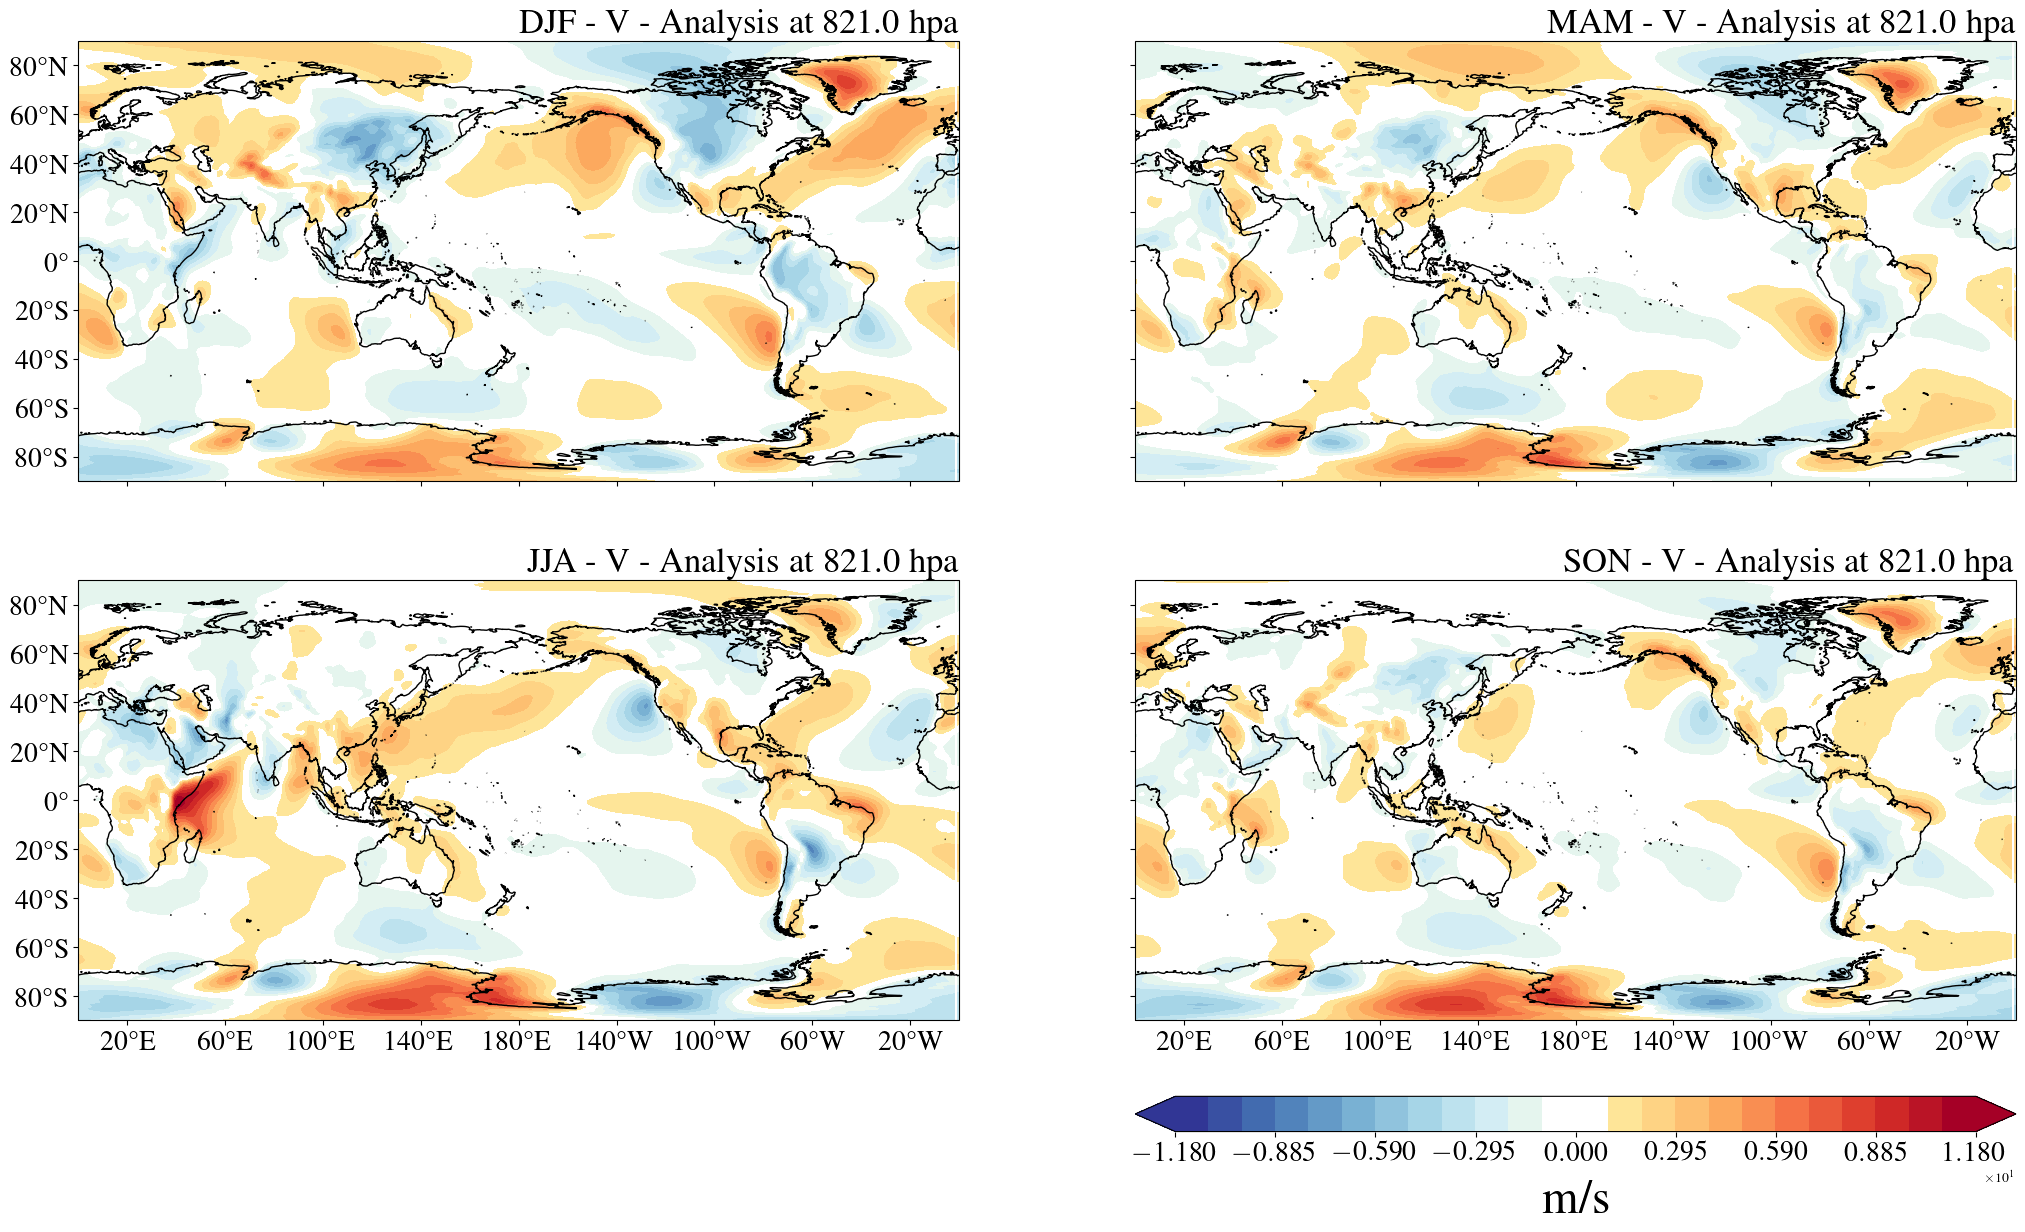 DJF - V - Analysis at 821.0 hpa
MAM - V - Analysis at 821.0 hpa
80°N
60°N
40°N
20°N
0°
20°S
40°S
60°S
80°S
JJA - V - Analysis at 821.0 hpa
SON - V - Analysis at 821.0 hpa
80°N
60°N
40°N
20°N
0°
20°S
40°S
60°S
80°S
20°E 60°E 100°E 140°E 180°E 140°W 100°W 60°W 20°W
20°E 60°E 100°E 140°E 180°E 140°W 100°W 60°W 20°W
−1.180 −0.885 −0.590 −0.295 0.000 0.295 0.590 0.885 1.180
×10¹
m/s